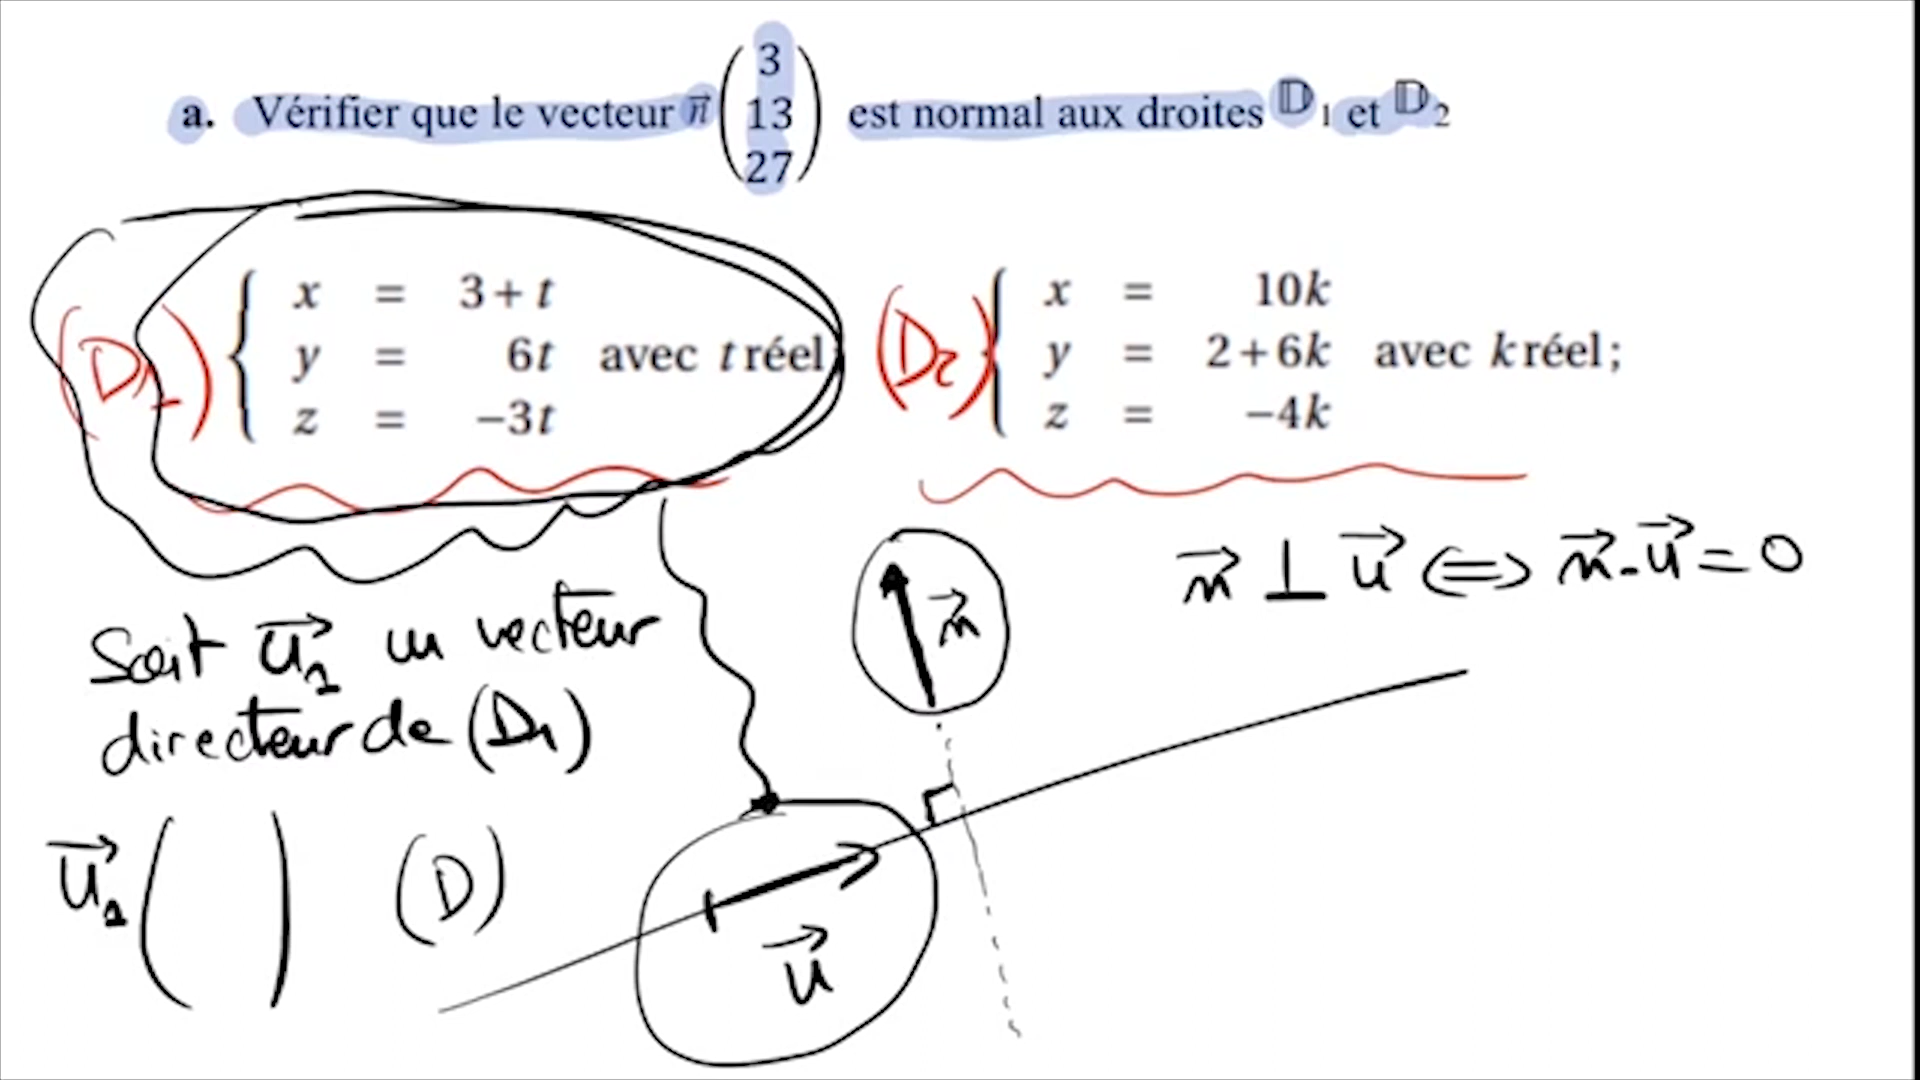 a. Vérifier que le vecteur n⃗ (3 13 27) est normal aux droites 𝔻₁ et 𝔻₂
(D₁) { x = 3+t
y = 6t avec t réel
z = −3t
(D₂) { x = 10k
y = 2+6k avec k réel;
z = −4k
n⃗ ⊥ u⃗ ⟺ n⃗.u⃗ = 0
Soit u⃗₁ un vecteur
directeur de (D₁)
n⃗
u⃗₁ ( )
(D)
u⃗